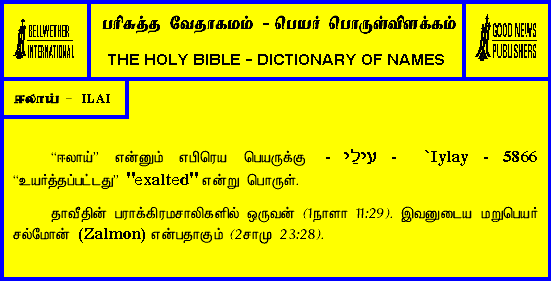 BELLWETHER
INTERNATIONAL
பரிசுத்த வேதாகமம் - பெயர் பொருள்விளக்கம்
THE HOLY BIBLE - DICTIONARY OF NAMES
GOOD NEWS
PUBLISHERS
ஈலாய் - ILAI
“ஈலாய்” என்னும் எபிரெய பெயருக்கு - עִילַי - `Iylay - 5866
“உயர்த்தப்பட்டது” "exalted" என்று பொருள்.
தாவீதின் பராக்கிரமசாலிகளில் ஒருவன் (1நாளா 11:29). இவனுடைய மறுபெயர்
சல்மோன் (Zalmon) என்பதாகும் (2சாமு 23:28).